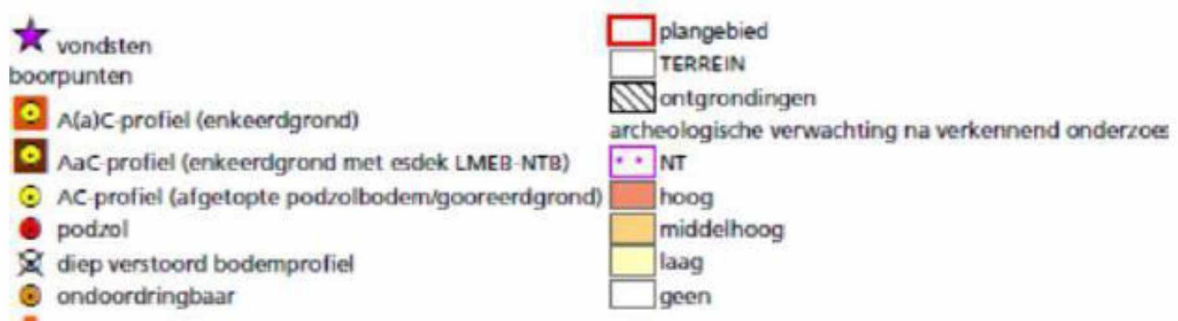 vondsten
boorpunten
A(a)C-profiel (enkeerdgrond)
AaC-profiel (enkeerdgrond met esdek LMEB-NTB)
AC-profiel (afgetopte podzolbodem/gooreerdgrond)
podzol
diep verstoord bodemprofiel
ondoordringbaar
plangebied
TERREIN
ontgrondingen
archeologische verwachting na verkennend onderzoek
NT
hoog
middelhoog
laag
geen